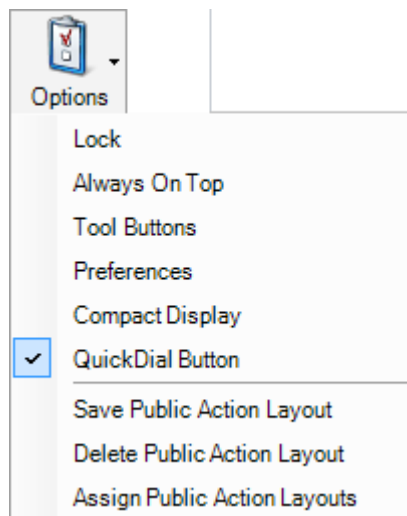 Options
Lock
Always On Top
Tool Buttons
Preferences
Compact Display
QuickDial Button
Save Public Action Layout
Delete Public Action Layout
Assign Public Action Layouts